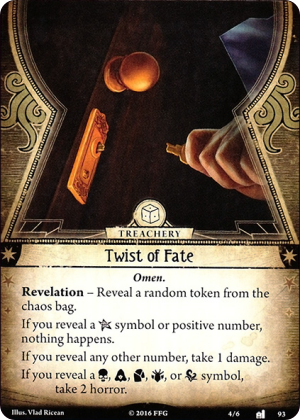 TREACHERY
Twist of Fate
Omen.
Revelation – Reveal a random token from the
chaos bag.
If you reveal a symbol or positive number,
nothing happens.
If you reveal any other number, take 1 damage.
If you reveal a , , , , or symbol,
take 2 horror.
Illus. Vlad Ricean © 2016 FFG 4/6 93